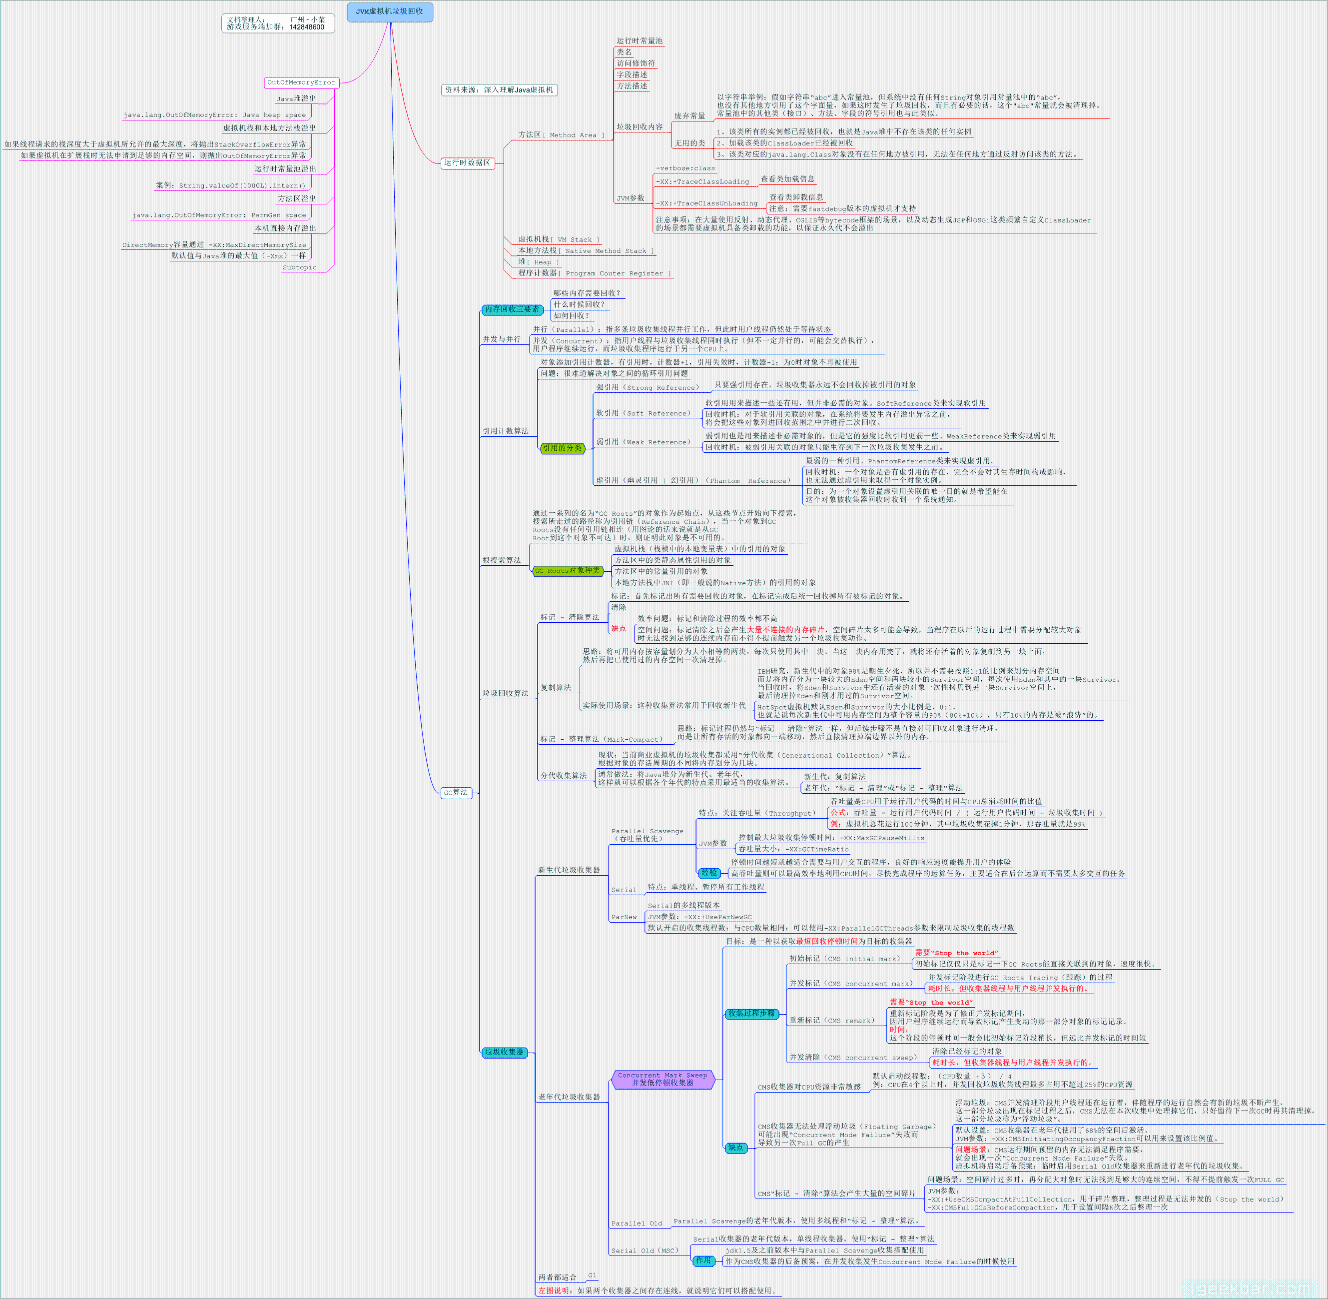 JVM虚拟机垃圾回收
文档整理人: 广州-小菜
游戏服务端加群: 142848600
OutOfMemoryError
Java堆溢出
java.lang.OutOfMemoryError: Java heap space
虚拟机栈和本地方法栈溢出
如果线程请求的栈深度大于虚拟机所允许的最大深度, 将抛出StackOverflowError异常
如果虚拟机在扩展栈时无法申请到足够的内存空间, 则抛出OutOfMemoryError异常
运行时常量池溢出
案例: String.valueOf(1000L).intern()
方法区溢出
java.lang.OutOfMemoryError: PermGen space
本机直接内存溢出
DirectMemory容量通过 -XX:MaxDirectMemorySize
默认值与Java堆的最大值 (-Xmx) 一样
Subtopic
资料来源: 深入理解Java虚拟机
运行时数据区
方法区[ Method Area ]
运行时常量池
类名
访问修饰符
字段描述
方法描述
垃圾回收内容
废弃常量
以字符串举例: 假如字符串"abc"进入常量池, 但系统中没有任何String对象引用常量池中的"abc",
也没有其他地方引用了这个字面量, 如果这时发生了垃圾回收, 而且有必要的话, 这个"abc"常量就会被清理掉。
常量池中的其他类 (接口) 、方法、字段的符号引用也与此类似。
无用的类
1、该类所有的实例都已经被回收, 也就是Java堆中不存在该类的任何实例
2、加载该类的ClassLoader已经被回收
3、该类对应的java.lang.Class对象没有在任何地方被引用, 无法在任何地方通过反射访问该类的方法。
JVM参数
-verbose:class
-XX:+TraceClassLoading
查看类加载信息
-XX:+TraceClassUnLoading
查看类卸载信息
注意: 需要fastdebug版本的虚拟机才支持
注意事项: 在大量使用反射、动态代理、CGLIB等bytecode框架的场景, 以及动态生成JSP和OSGi这类频繁自定义ClassLoader
的场景都需要虚拟机具备类卸载的功能, 以保证永久代不会溢出
虚拟机栈[ VM Stack ]
本地方法栈[ Native Method Stack ]
堆[ Heap ]
程序计数器[ Program Couter Register ]
GC算法
内存回收三要素
哪些内存需要回收?
什么时候回收?
如何回收?
并发与并行
并行 (Parallel) : 指多条垃圾收集线程并行工作, 但此时用户线程仍然处于等待状态
并发 (Concurrent) : 指用户线程与垃圾收集线程同时执行 (但不一定并行的, 可能会交替执行) ,
用户程序继续运行, 而垃圾收集程序运行于另一个CPU上。
引用计数算法
对象添加引用计数器, 有引用时, 计数器+1, 引用失效时, 计数器-1; 为0时对象不再被使用
问题: 很难道解决对象之间的循环引用问题
引用的分类
强引用 (Strong Reference)
只要强引用存在, 垃圾收集器永远不会回收掉被引用的对象
软引用 (Soft Reference)
软引用用来描述一些还有用, 但并非必需的对象。SoftReference类来实现软引用
回收时机: 对于软引用关联的对象, 在系统将要发生内存溢出异常之前,
将会把这些对象列进回收范围之中并进行二次回收。
弱引用 (Weak Reference)
弱引用也是用来描述非必需对象的, 但是它的强度比软引用更弱一些。WeakReference类来实现弱引用
回收时机: 被弱引用关联的对象只能生存到下一次垃圾收集发生之前。
虚引用 (幽灵引用 | 幻引用) (Phantom Reference)
最弱的一种引用。PhantomReference类来实现虚引用。
回收时机: 一个对象是否有虚引用的存在, 完全不会对其生存时间构成影响,
也无法通过虚引用来取得一个对象实例。
目的: 为一个对象设置虚引用关联的唯一目的就是希望能在
这个对象被收集器回收时收到一个系统通知。
根搜索算法
通过一系列的名为"GC Roots"的对象作为起始点, 从这些节点开始向下搜索,
搜索所走过的路径称为引用链 (Reference Chain) , 当一个对象到GC
Roots没有任何引用链相连 (用图论的话来说就是从GC
Root到这个对象不可达) 时, 则证明此对象是不可用的。
GC Roots对象种类
虚拟机栈 (栈帧中的本地变量表) 中的引用的对象
方法区中的类静态属性引用的对象
方法区中的常量引用的对象
本地方法栈中JNI (即一般说的Native方法) 的引用的对象
垃圾回收算法
标记 - 清除算法
标记: 首先标记出所有需要回收的对象, 在标记完成后统一回收掉所有被标记的对象。
清除
缺点
效率问题: 标记和清除过程的效率都不高
空间问题: 标记清除之后会产生大量不连续的内存碎片, 空间碎片太多可能会导致, 当程序在以后的运行过程中需要分配较大对象
时无法找到足够的连续内存而不得不提前触发另一个垃圾收集动作。
复制算法
思路: 将可用内存按容量划分为大小相等的两块, 每次只使用其中一块。当这一块内存用完了, 就将还存活着的对象复制到另一块上面,
然后再把已使用过的内存空间一次清理掉。
实际使用场景: 这种收集算法常用于回收新生代
IBM研究, 新生代中的对象98%是朝生夕死, 所以并不需要按照1:1的比例来划分内存空间
而是将内存分为一块较大的Eden空间和两块较小的Survivor空间, 每次使用Eden和其中的一块Survivor。
当回收时, 将Eden和Survivor中还存活着的对象一次性拷贝到另一块Survivor空间上,
最后清理掉Eden和刚才用过的Survivor空间。
HotSpot虚拟机默认Eden和Survivor的大小比例是: 8:1,
也就是说每次新生代中可用内存空间为整个容量的90% (80%+10%) , 只有10%的内存是被"浪费"的。
标记 - 整理算法 (Mark-Compact)
思路: 标记过程仍然与"标记 - 清除"算法一样, 但后续步骤不是直接对可回收对象进行清理,
而是让所有存活的对象都向一端移动, 然后直接清理掉端边界以外的内存。
分代收集算法
现状: 当前商业虚拟机的垃圾收集都采用"分代收集 (Generational Collection) "算法,
根据对象的存活周期的不同将内存划分为几块。
通常做法: 将Java堆分为新生代、老年代,
这样就可以根据各个年代的特点采用最适当的收集算法。
新生代: 复制算法
老年代: "标记 - 清理"或"标记 - 整理"算法
垃圾收集器
新生代垃圾收集器
Parallel Scavenge
(吞吐量优先)
特点: 关注吞吐量 (Throughput)
吞吐量是CPU用于运行用户代码的时间与CPU总消耗时间的比值
公式: 吞吐量 = 运行用户代码时间 / ( 运行用户代码时间 + 垃圾收集时间 )
例: 虚拟机总花运行100分钟, 其中垃圾收集花掉1分钟, 那吞吐量就是99%
JVM参数
控制最大垃圾收集停顿时间: -XX:MaxGCPauseMillis
吞吐量大小: -XX:GCTimeRatio
效验
停顿时间越短就越适合需要与用户交互的程序, 良好的响应速度能提升用户的体验
高吞吐量则可以最高效率地利用CPU时间, 尽快完成程序的运算任务, 主要适合在后台运算而不需要太多交互的任务
Serial
特点: 单线程、暂停所有工作线程
ParNew
Serial的多线程版本
JVM参数: -XX:+UseParNewGC
默认开启的收集线程数: 与CPU数量相同; 可以使用-XX:ParallelGCThreads参数来限制垃圾收集的线程数
老年代垃圾收集器
Concurrent Mark Sweep
并发低停顿收集器
目标: 是一种以获取最短回收停顿时间为目标的收集器
收集过程步骤
初始标记 (CMS initial mark)
需要"Stop the world"
初始标记仅仅只是标记一下GC Roots能直接关联到的对象, 速度很快。
并发标记 (CMS concurrent mark)
并发标记阶段进行GC Roots Tracing (跟踪) 的过程
耗时长, 但收集器线程与用户线程并发执行的。
重新标记 (CMS remark)
需要"Stop the world"
重新标记阶段是为了修正并发标记期间,
因用户程序继续运行而导致标记产生变动的那一部分对象的标记记录。
时间:
这个阶段的停顿时间一般会比初始标记阶段稍长, 但远比并发标记的时间短
并发清除 (CMS concurrent sweep)
清除已经标记的对象
耗时长, 但收集器线程与用户线程并发执行的。
缺点
CMS收集器对CPU资源非常敏感
默认启动线程数: (CPU数量 +3 ) / 4
例: CPU在4个以上时, 并发回收垃圾收集线程最多占用不超过25%的CPU资源
CMS收集器无法处理浮动垃圾 (Floating Garbage)
可能出现"Concurrent Mode Failure"失败而
导致另一次Full GC的产生
浮动垃圾: CMS并发清理阶段用户线程还在运行着, 伴随程序的运行自然会有新的垃圾不断产生,
这一部分垃圾出现在标记过程之后, CMS无法在本次收集中处理掉它们, 只好留待下一次GC时再其清理掉。
这一部分垃圾称为"浮动垃圾"。
默认设置: CMS收集器在老年代使用了68%的空间后激活。
JVM参数: -XX:CMSInitiatingOccupancyFraction可以用来设置该比例值。
问题场景: CMS运行期间预留的内存无法满足程序需要,
就会出现一次"Concurrent Mode Failure"失败。
虚拟机将启动后备预案: 临时启用Serial Old收集器来重新进行老年代的垃圾收集。
CMS"标记 - 清除"算法会产生大量的空间碎片
问题场景: 空间碎片过多时, 再分配大对象时无法找到足够大的连续空间, 不得不提前触发一次FULL GC
JVM参数:
-XX:+UseCMSCompactAtFullCollection, 用于碎片整理, 整理过程是无法并发的 (Stop the world)
-XX:CMSFullGCsBeforeCompaction, 用于设置间隔K次之后整理一次
Parallel Old
Parallel Scavenge的老年代版本, 使用多线程和"标记 - 整理"算法。
Serial Old (MSC)
Serial收集器的老年代版本, 单线程收集器, 使用"标记 - 整理"算法
作用
jdk1.5及之前版本中与Parallel Scavenge收集搭配使用
作为CMS收集器的后备预案, 在并发收集发生Concurrent Mode Failure的时候使用
两者都适合
G1
左图说明: 如果两个收集器之间存在连线, 就说明它们可以搭配使用。
igeekbar.com